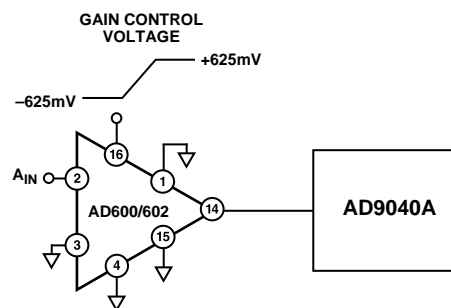 GAIN CONTROL
VOLTAGE
+625mV
–625mV
16
1
AIN
2
AD600/602
14
AD9040A
3
15
4